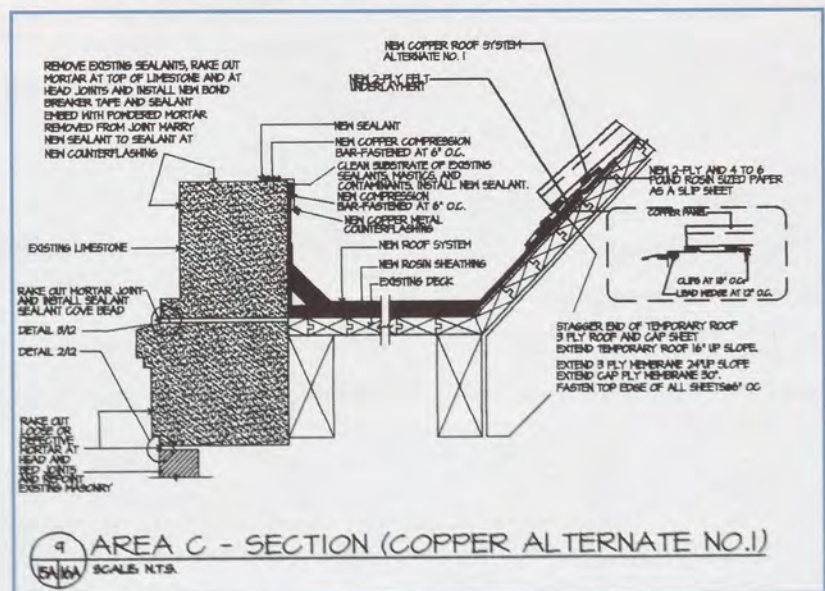 REMOVE EXISTING SEALANTS, RAKE OUT
MORTAR AT TOP OF LIMESTONE AND AT
HEAD JOINTS AND INSTALL NEW BOND
BREAKER TAPE AND SEALANT
EMBED WITH POWDERED MORTAR
REMOVED FROM JOINT MARRY
NEW SEALANT TO SEALANT AT
NEW COUNTERFLASHING
EXISTING LIMESTONE
RAKE OUT MORTAR JOINT
AND INSTALL SEALANT
SEALANT COVE BEAD
DETAIL 3/12
DETAIL 2/12
RAKE OUT
LOOSE OR
DEFECTIVE
MORTAR AT
HEAD AND
BED JOINTS
AND REPOINT
EXISTING MASONRY
NEW SEALANT
NEW COPPER COMPRESSION
BAR-FASTENED AT 6" O.C.
CLEAN SUBSTRATE OF EXISTING
SEALANTS, MASTICS, AND
CONTAMINANTS. INSTALL NEW SEALANT.
NEW COMPRESSION
BAR-FASTENED AT 6" O.C.
NEW COPPER METAL
COUNTERFLASHING
NEW ROOF SYSTEM
NEW ROSIN SHEATHING
EXISTING DECK
NEW COPPER ROOF SYSTEM
ALTERNATE NO. 1
NEW 2-PLY FELT
UNDERLAYMENT
NEW 2-PLY AND 4 TO 6
POUND ROSIN SIZED PAPER
AS A SLIP SHEET
COPPER PANEL
CLIPS AT 18" O.C.
LEAD WEDGE AT 12" O.C.
STAGGER END OF TEMPORARY ROOF
3 PLY ROOF AND CAP SHEET
EXTEND TEMPORARY ROOF 16" UP SLOPE.
EXTEND 3 PLY MEMBRANE 24"UP SLOPE
EXTEND CAP PLY MEMBRANE 30".
FASTEN TOP EDGE OF ALL SHEETS@6" OC
9
5A 16A
AREA C - SECTION (COPPER ALTERNATE NO.1)
SCALE: N.T.S.